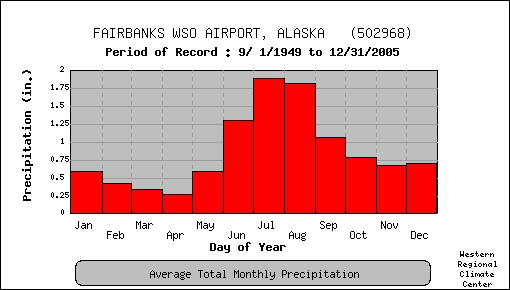 FAIRBANKS WSO AIRPORT, ALASKA (502968)
Period of Record : 9/ 1/1949 to 12/31/2005
Precipitation (in.)
2
1.75
1.5
1.25
1
0.75
0.5
0.25
0
Jan Feb Mar Apr May Jun Jul Aug Sep Oct Nov Dec
Day of Year
Average Total Monthly Precipitation
Western
Regional
Climate
Center